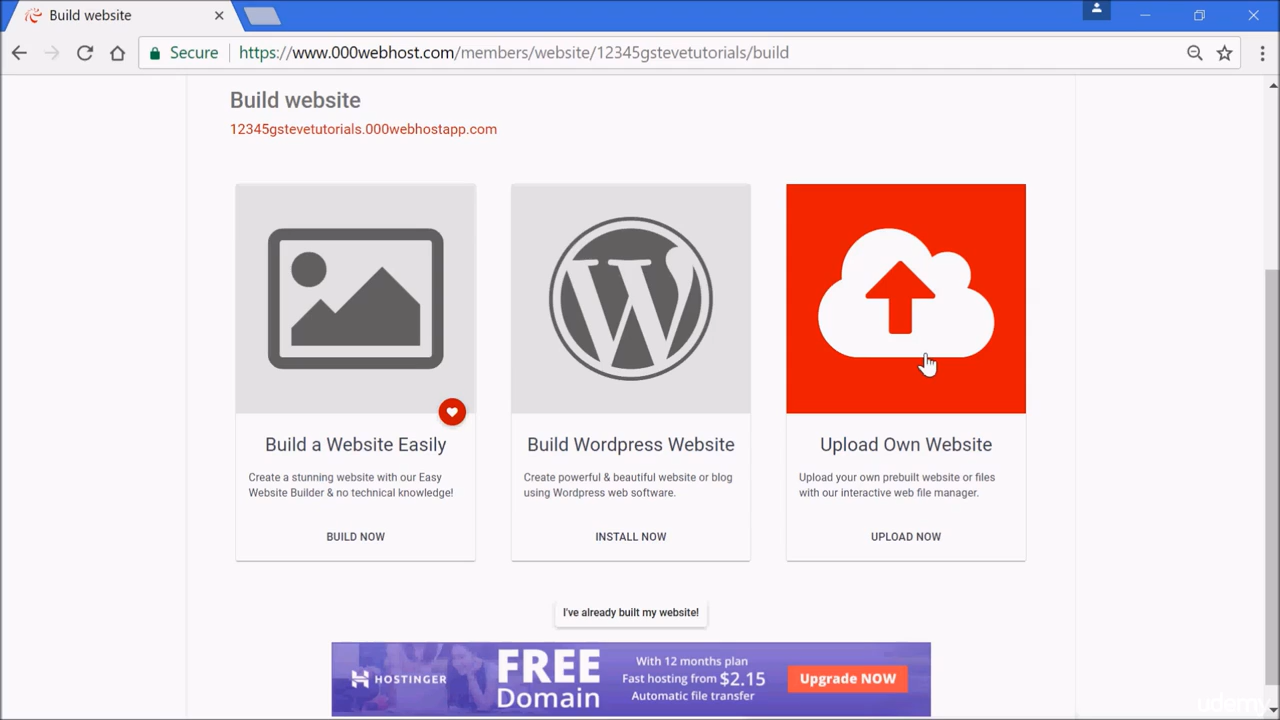 Build website
Secure
https://www.000webhost.com/members/website/12345gstevetutorials/build
Build website
12345gstevetutorials.000webhostapp.com
Build a Website Easily
Create a stunning website with our Easy
Website Builder & no technical knowledge!
BUILD NOW
Build Wordpress Website
Create powerful & beautiful website or blog
using Wordpress web software.
INSTALL NOW
Upload Own Website
Upload your own prebuilt website or files
with our interactive web file manager.
UPLOAD NOW
I've already built my website!
HOSTINGER
FREE
Domain
With 12 months plan
Fast hosting from $2.15
Automatic file transfer
Upgrade NOW
udemy